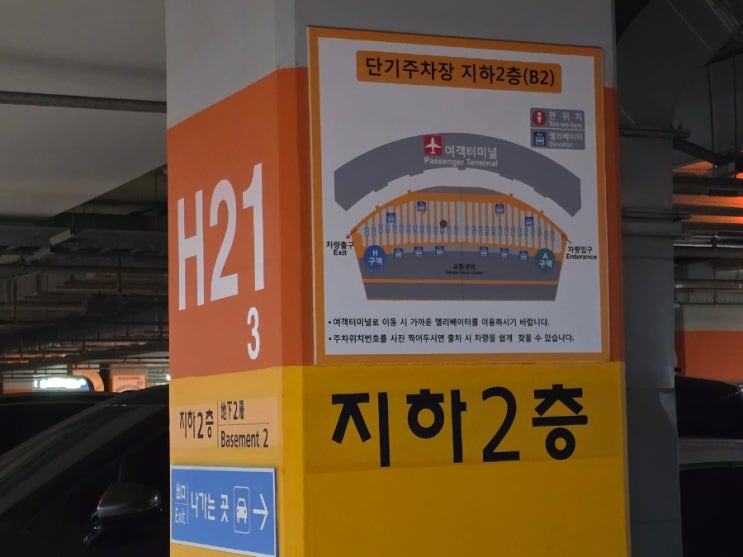 단기주차장 지하2층(B2)
현 위 치
You are here
엘리베이터
Elevator
여객터미널
Passenger Terminal
차량출구
Exit
H
구역
교통센터
A
구역
차량입구
Enterance
• 여객터미널로 이동 시 가까운 엘리베이터를 이용하시기 바랍니다.
• 주차위치번호를 사진 찍어두시면 출차 시 차량을 쉽게 찾을 수 있습니다.
H21
3
지하2층
地下2層
Basement 2
出口
Exit
나가는 곳
지하2층